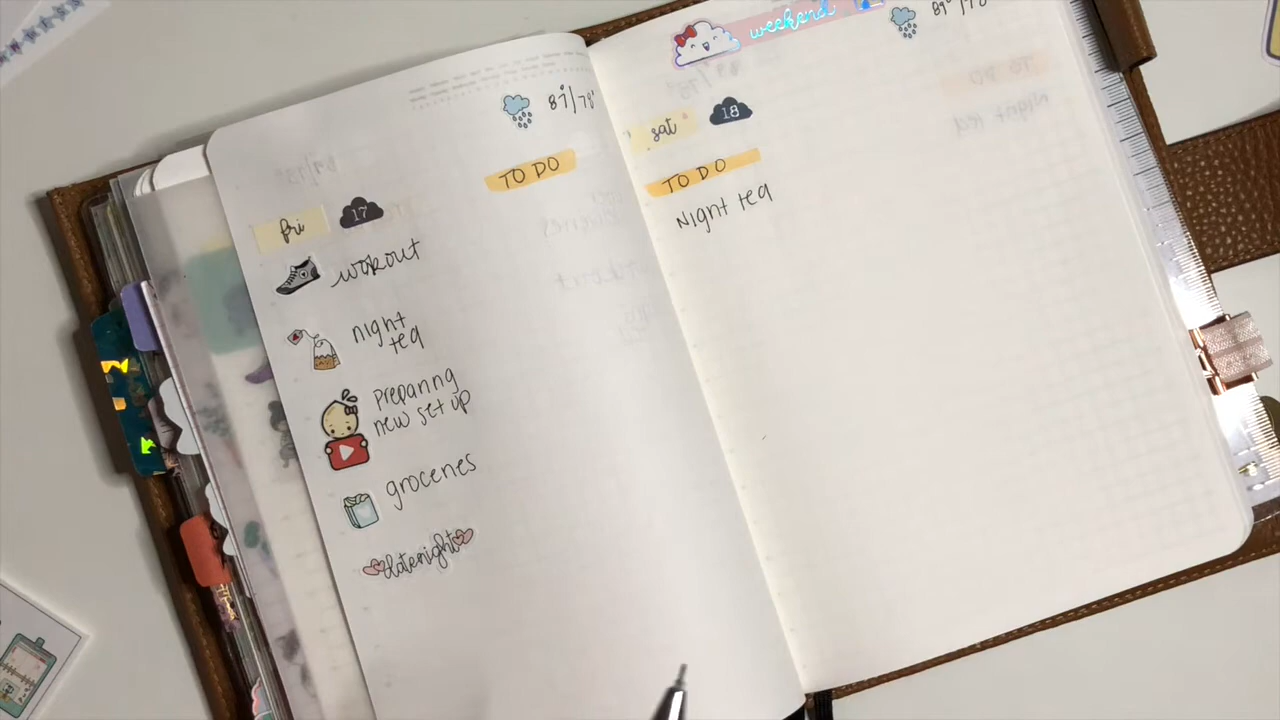 87°/78°
TO DO
fri
17
wokout
night
tea
preparing
new set up
groceries
datenight
weekend
sat
18
TO DO
Night tea